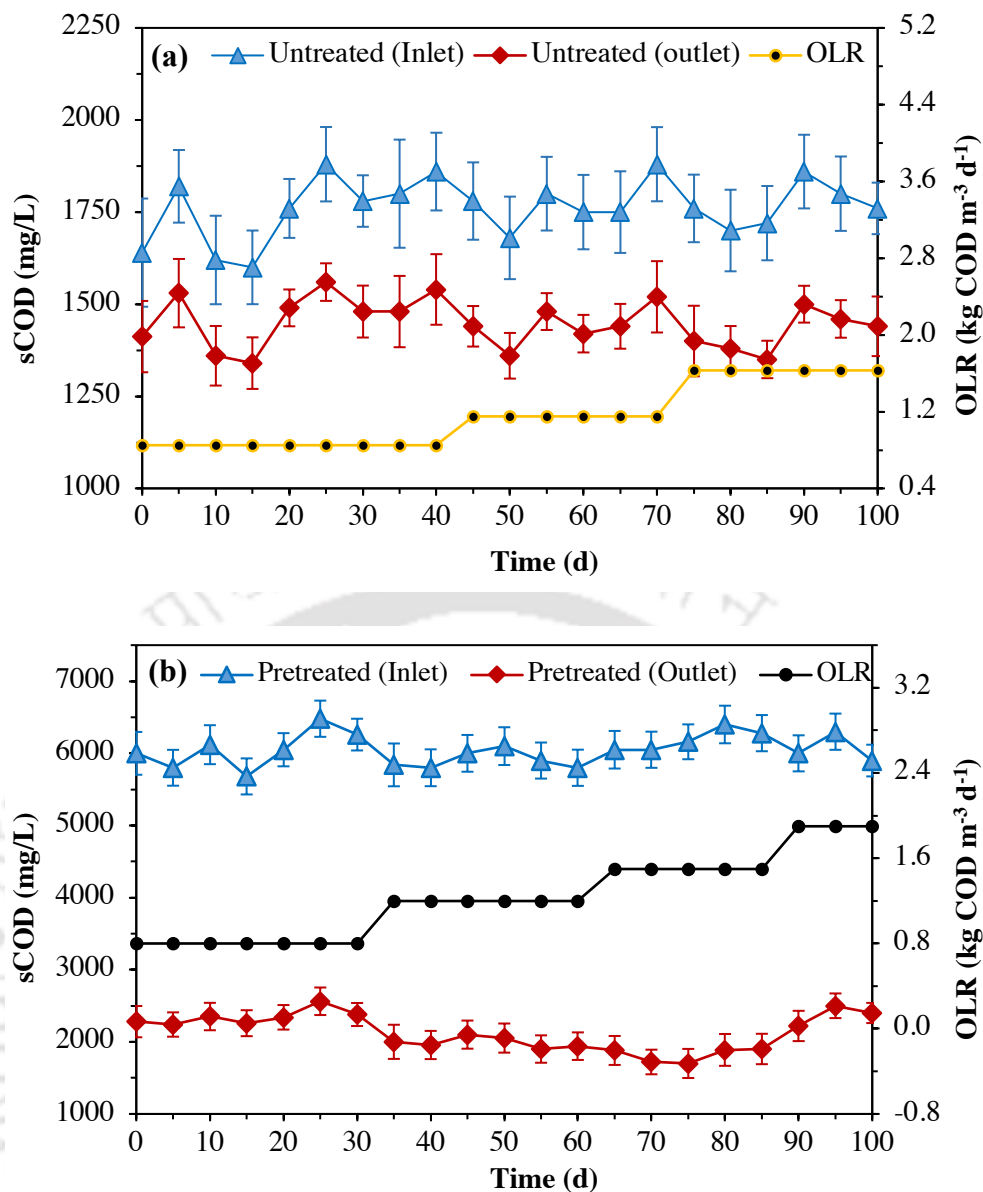 (a) Untreated (Inlet) Untreated (outlet) OLR
2250
2000
1750
1500
1250
1000
sCOD (mg/L)
5.2
4.4
3.6
2.8
2.0
1.2
0.4
OLR (kg COD m⁻³ d⁻¹)
0 10 20 30 40 50 60 70 80 90 100
Time (d)
(b) Pretreated (Inlet) Pretreated (Outlet) OLR
7000
6000
5000
4000
3000
2000
1000
sCOD (mg/L)
3.2
2.4
1.6
0.8
0.0
-0.8
OLR (kg COD m⁻³ d⁻¹)
0 10 20 30 40 50 60 70 80 90 100
Time (d)